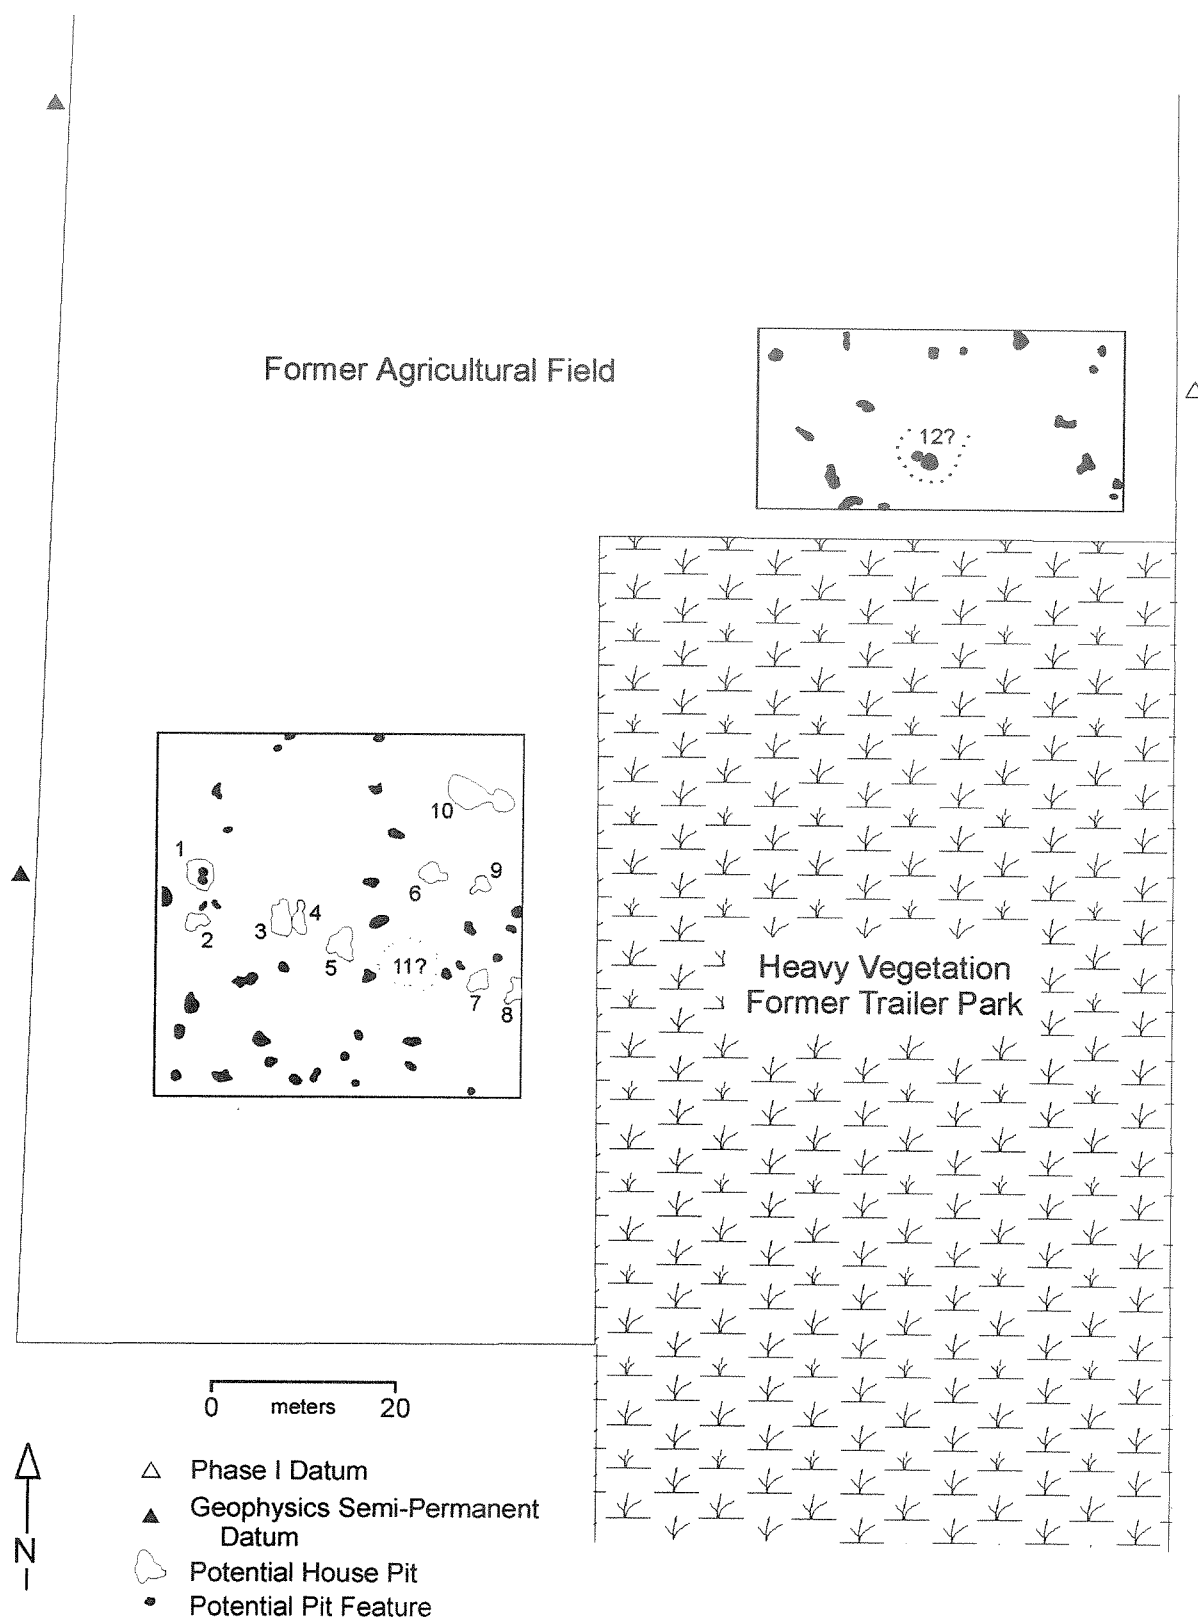 Former Agricultural Field
12?
10
1
9
6
4
3
2
5
11?
7
8
Heavy Vegetation
Former Trailer Park
0 meters 20
Phase I Datum
Geophysics Semi-Permanent
Datum
N
Potential House Pit
Potential Pit Feature